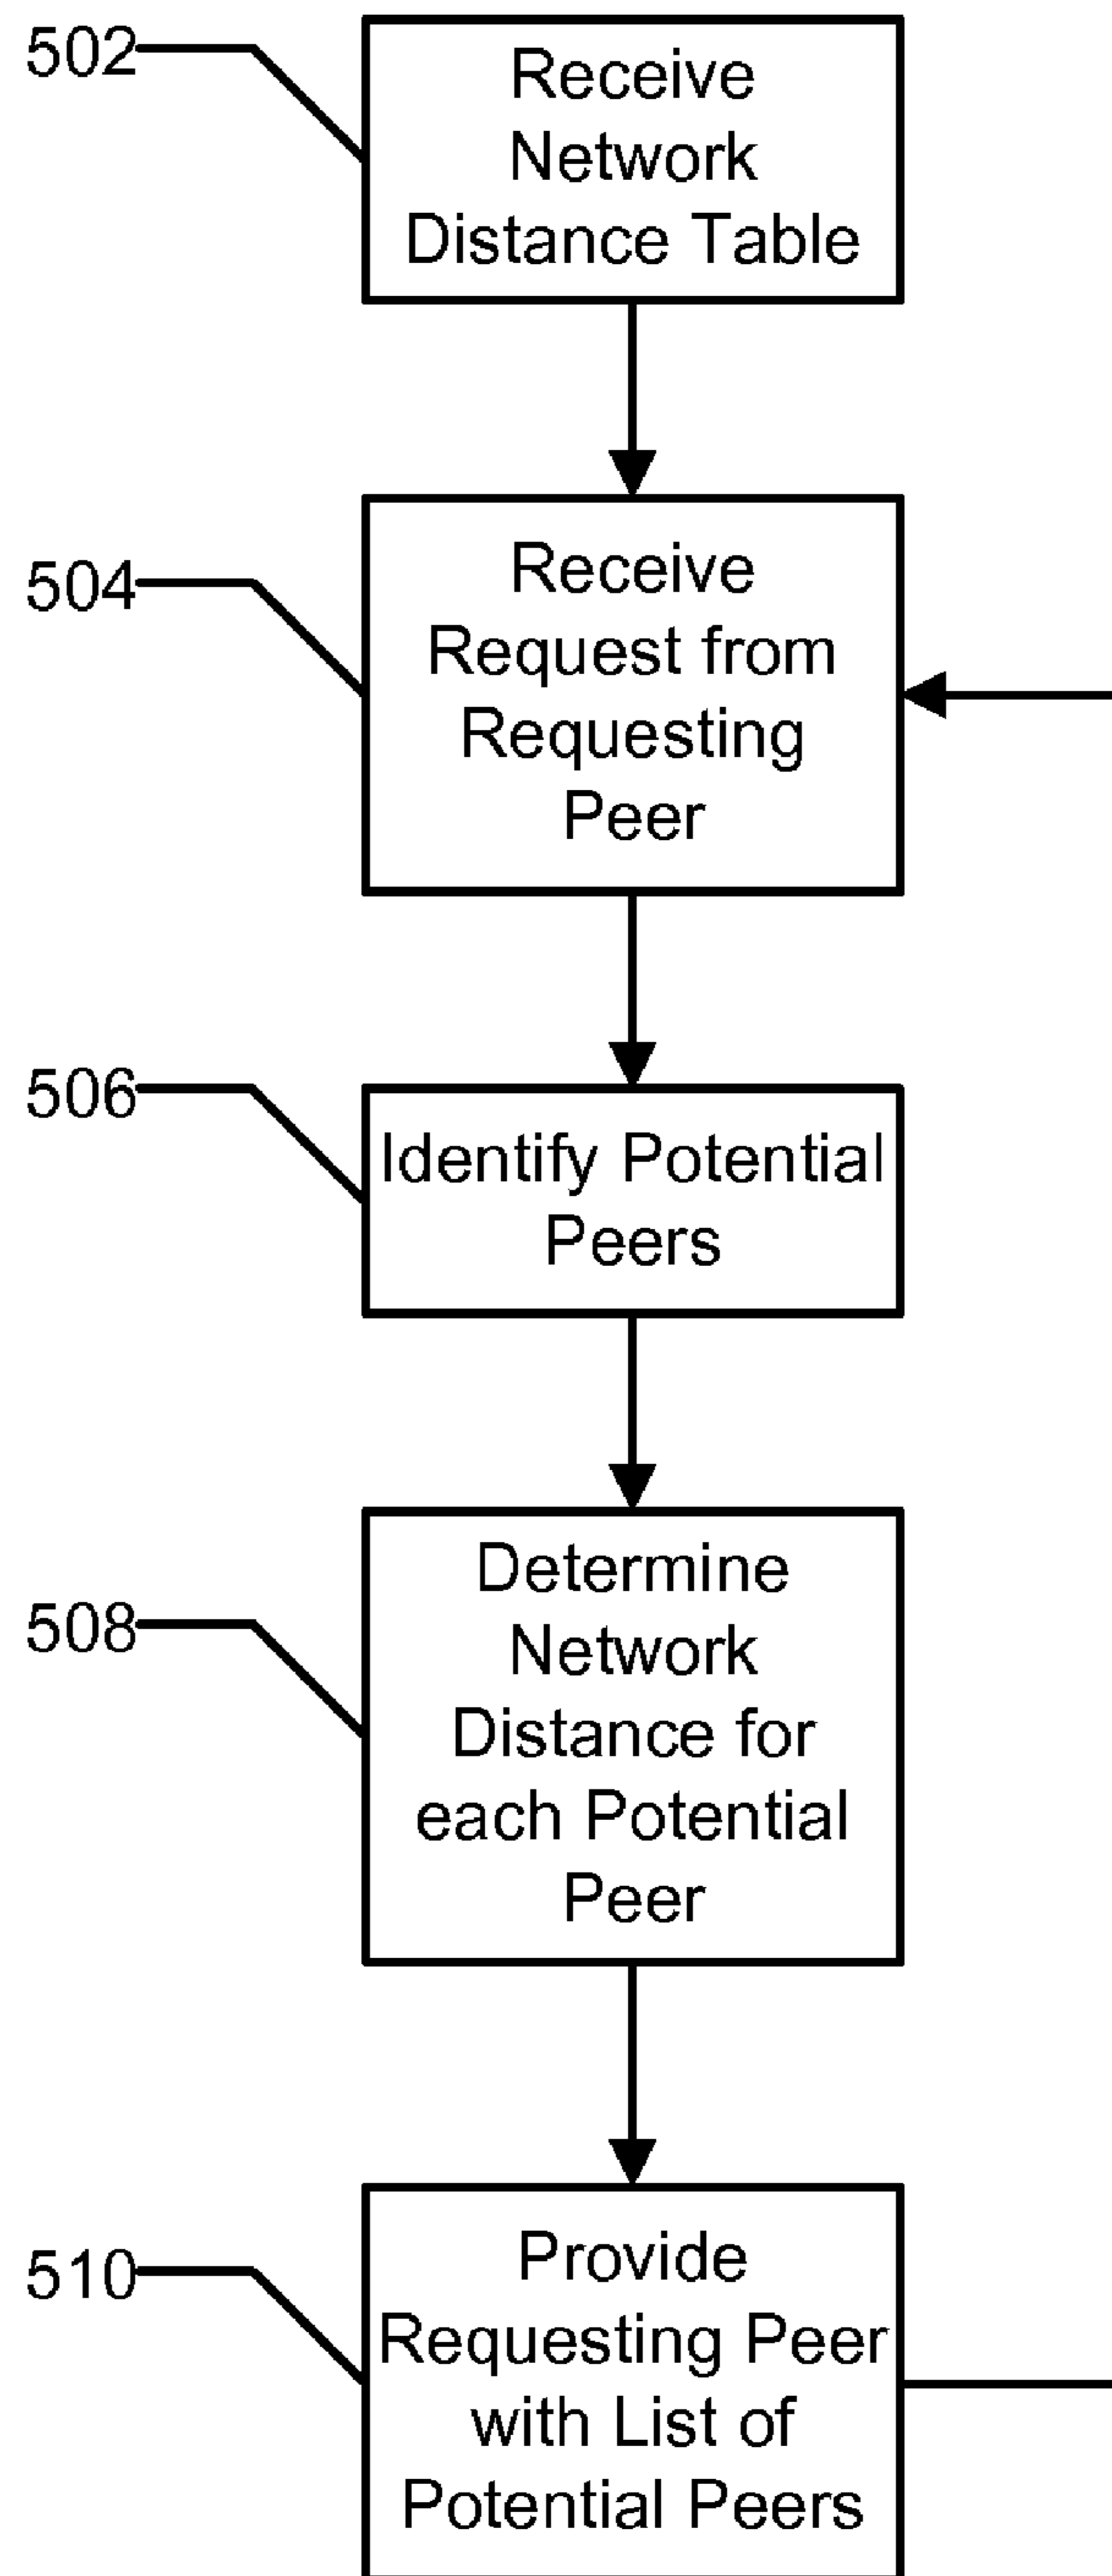 502
Receive
Network
Distance Table
504
Receive
Request from
Requesting
Peer
506
Identify Potential
Peers
508
Determine
Network
Distance for
each Potential
Peer
510
Provide
Requesting Peer
with List of
Potential Peers